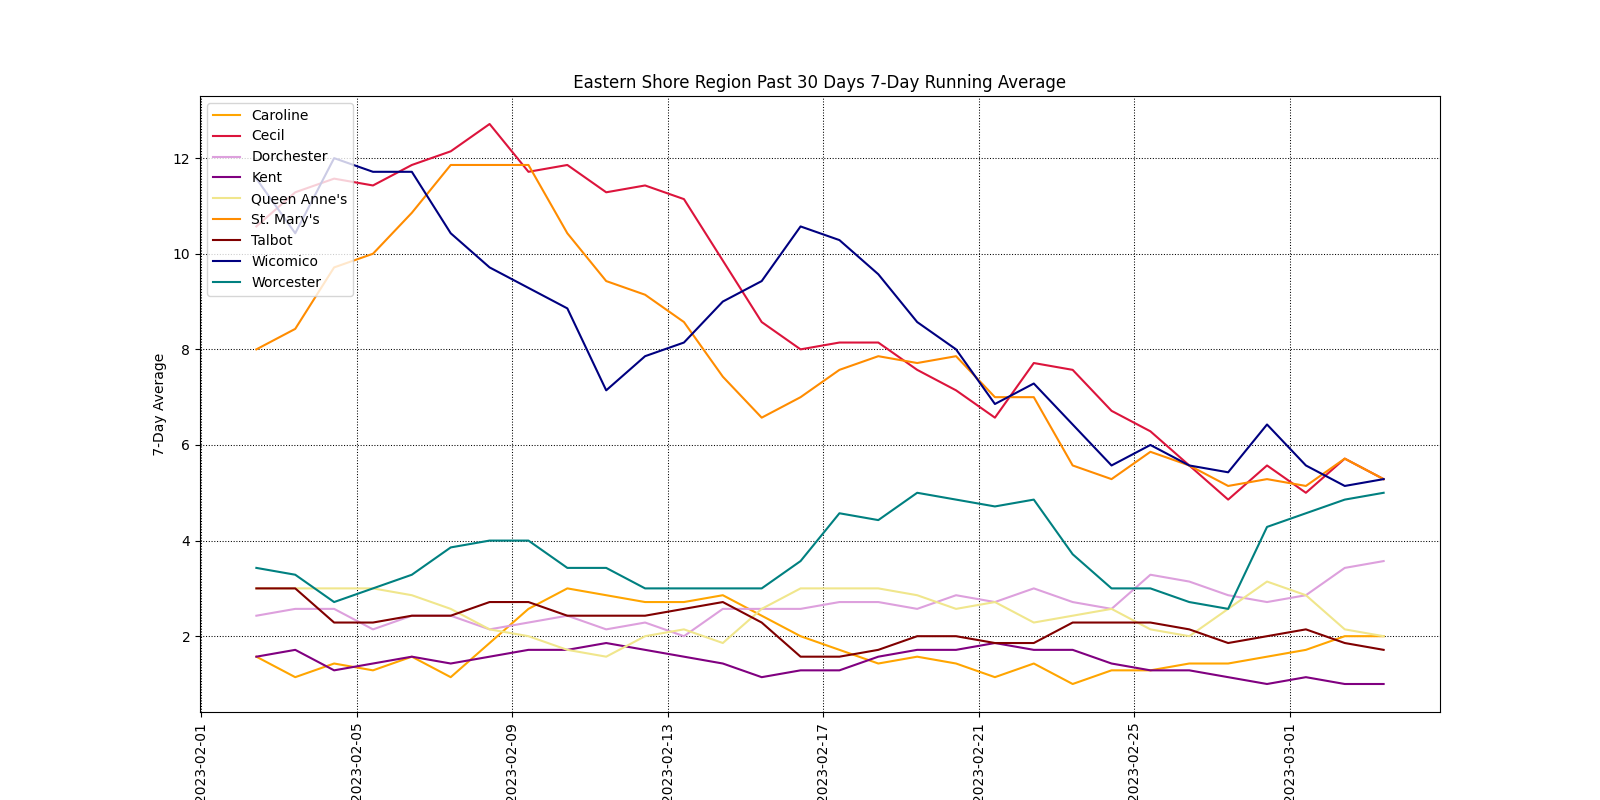 Eastern Shore Region Past 30 Days 7-Day Running Average
Caroline
Cecil
Dorchester
Kent
Queen Anne's
St. Mary's
Talbot
Wicomico
Worcester
12
10
8
6
4
2
7-Day Average
2023-02-01
2023-02-05
2023-02-09
2023-02-13
2023-02-17
2023-02-21
2023-02-25
2023-03-01